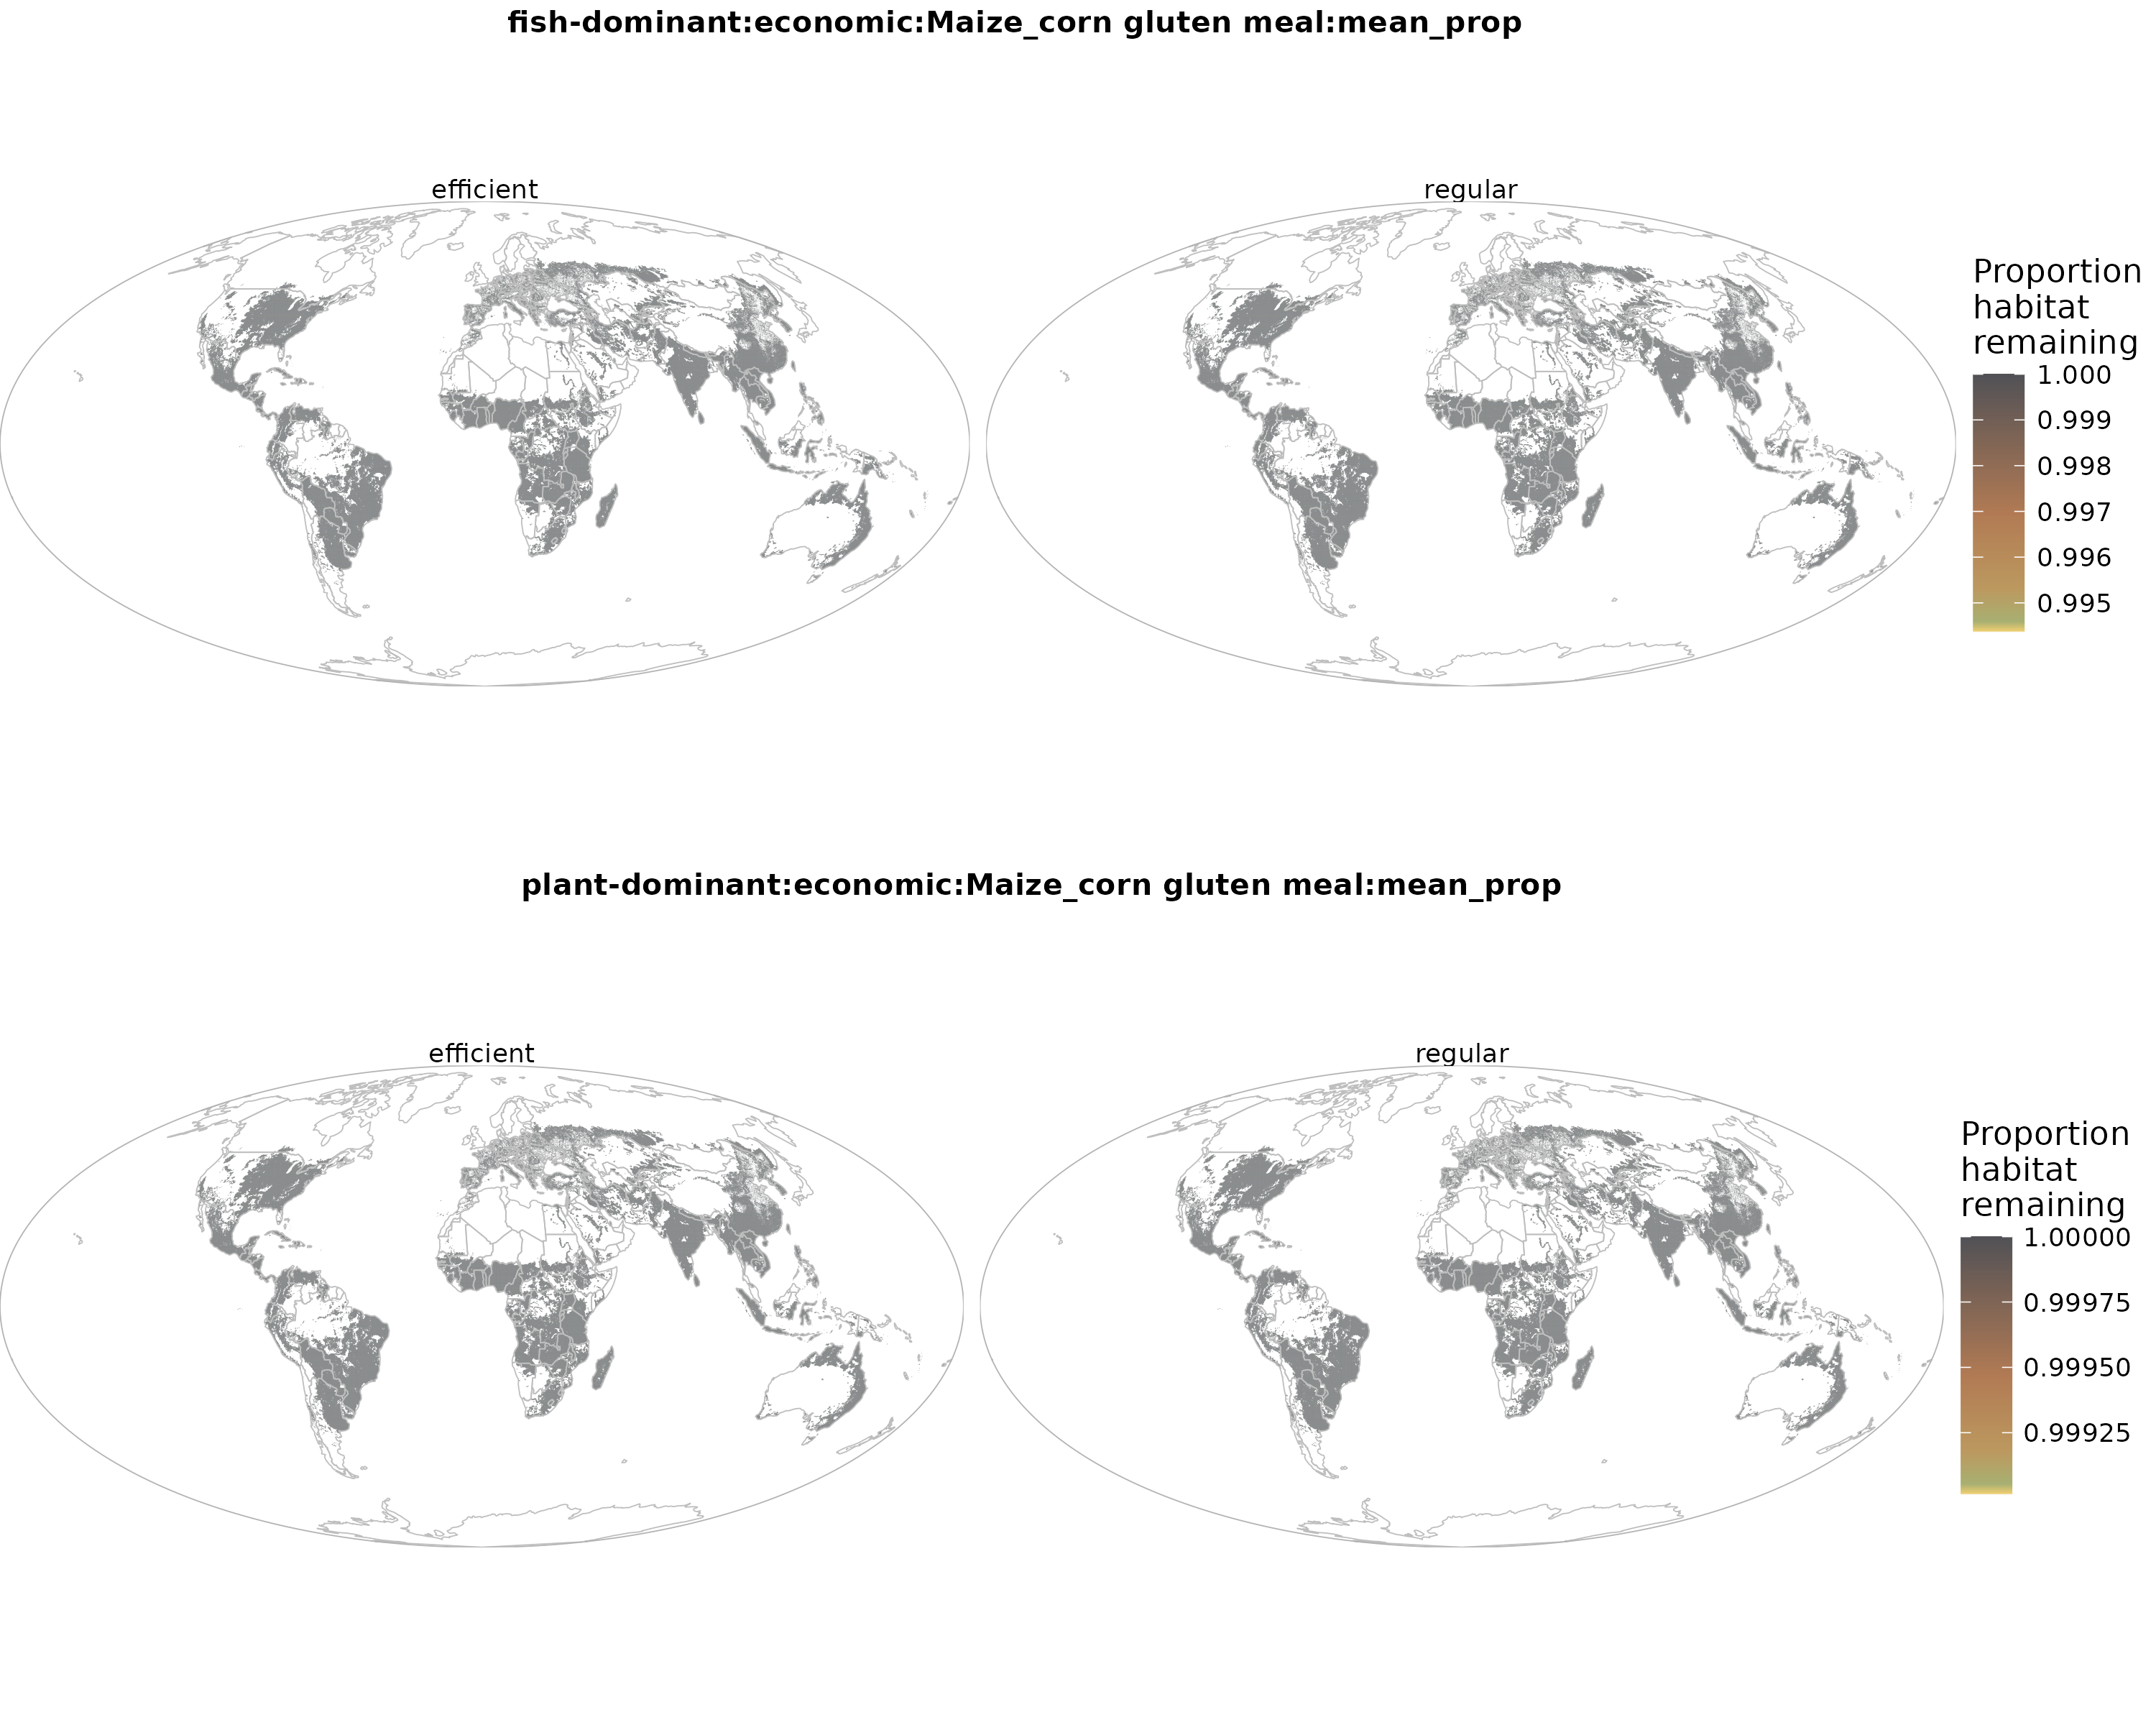 fish-dominant:economic:Maize_corn gluten meal:mean_prop
efficient
regular
Proportion
habitat
remaining
1.000
0.999
0.998
0.997
0.996
0.995
plant-dominant:economic:Maize_corn gluten meal:mean_prop
efficient
regular
Proportion
habitat
remaining
1.00000
0.99975
0.99950
0.99925